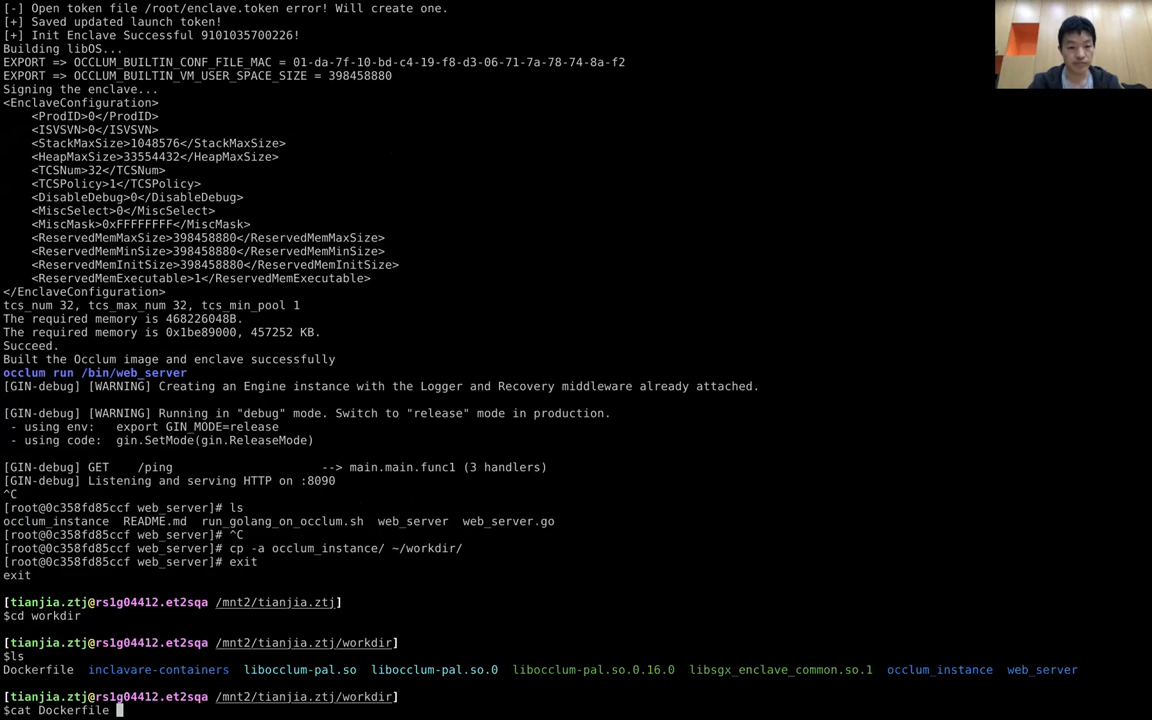 [-] Open token file /root/enclave.token error! Will create one.
[+] Saved updated launch token!
[+] Init Enclave Successful 9101035700226!
Building libOS...
EXPORT => OCCLUM_BUILTIN_CONF_FILE_MAC = 01-da-7f-10-bd-c4-19-f8-d3-06-71-7a-78-74-8a-f2
EXPORT => OCCLUM_BUILTIN_VM_USER_SPACE_SIZE = 398458880
Signing the enclave...
<EnclaveConfiguration>
    <ProdID>0</ProdID>
    <ISVSVN>0</ISVSVN>
    <StackMaxSize>1048576</StackMaxSize>
    <HeapMaxSize>33554432</HeapMaxSize>
    <TCSNum>32</TCSNum>
    <TCSPolicy>1</TCSPolicy>
    <DisableDebug>0</DisableDebug>
    <MiscSelect>0</MiscSelect>
    <MiscMask>0xFFFFFFFF</MiscMask>
    <ReservedMemMaxSize>398458880</ReservedMemMaxSize>
    <ReservedMemMinSize>398458880</ReservedMemMinSize>
    <ReservedMemInitSize>398458880</ReservedMemInitSize>
    <ReservedMemExecutable>1</ReservedMemExecutable>
</EnclaveConfiguration>
tcs_num 32, tcs_max_num 32, tcs_min_pool 1
The required memory is 468226048B.
The required memory is 0x1be89000, 457252 KB.
Succeed.
Built the Occlum image and enclave successfully
occlum run /bin/web_server
[GIN-debug] [WARNING] Creating an Engine instance with the Logger and Recovery middleware already attached.
[GIN-debug] [WARNING] Running in "debug" mode. Switch to "release" mode in production.
 - using env:   export GIN_MODE=release
 - using code:  gin.SetMode(gin.ReleaseMode)
[GIN-debug] GET    /ping                     --> main.main.func1 (3 handlers)
[GIN-debug] Listening and serving HTTP on :8090
^C
[root@0c358fd85ccf web_server]# ls
occlum_instance  README.md  run_golang_on_occlum.sh  web_server  web_server.go
[root@0c358fd85ccf web_server]# ^C
[root@0c358fd85ccf web_server]# cp -a occlum_instance/ ~/workdir/
[root@0c358fd85ccf web_server]# exit
exit
[tianjia.ztj@rs1g04412.et2sqa /mnt2/tianjia.ztj]
$cd workdir
[tianjia.ztj@rs1g04412.et2sqa /mnt2/tianjia.ztj/workdir]
$ls
Dockerfile  inclavare-containers  libocclum-pal.so  libocclum-pal.so.0  libocclum-pal.so.0.16.0  libsgx_enclave_common.so.1  occlum_instance  web_server
[tianjia.ztj@rs1g04412.et2sqa /mnt2/tianjia.ztj/workdir]
$cat Dockerfile